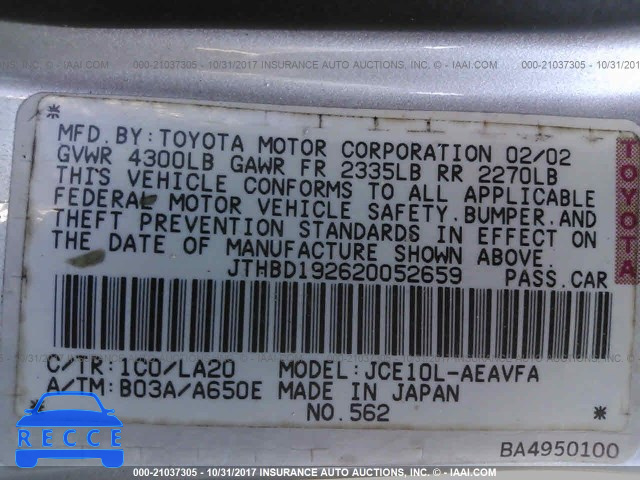 000-21037305 - 10/31/2017 INSURANCE AUTO AUCTIONS, INC. - IAAI.COM
MFD. BY: TOYOTA MOTOR CORPORATION 02/02
GVWR 4300LB GAWR FR 2335LB RR 2270LB
THIS VEHICLE CONFORMS TO ALL APPLICABLE
FEDERAL MOTOR VEHICLE SAFETY. BUMPER. AND
THEFT PREVENTION STANDARDS IN EFFECT ON
THE DATE OF MANUFACTURE SHOWN ABOVE.
JTHBD192620052659 PASS. CAR
TOYOTA
C/TR: 1C0/LA20 MODEL: JCE10L-AEAVFA
A/TM: B03A/A650E MADE IN JAPAN
NO. 562
BA4950100
000-21037305 - 10/31/2017 INSURANCE AUTO AUCTIONS, INC. - IAAI.COM